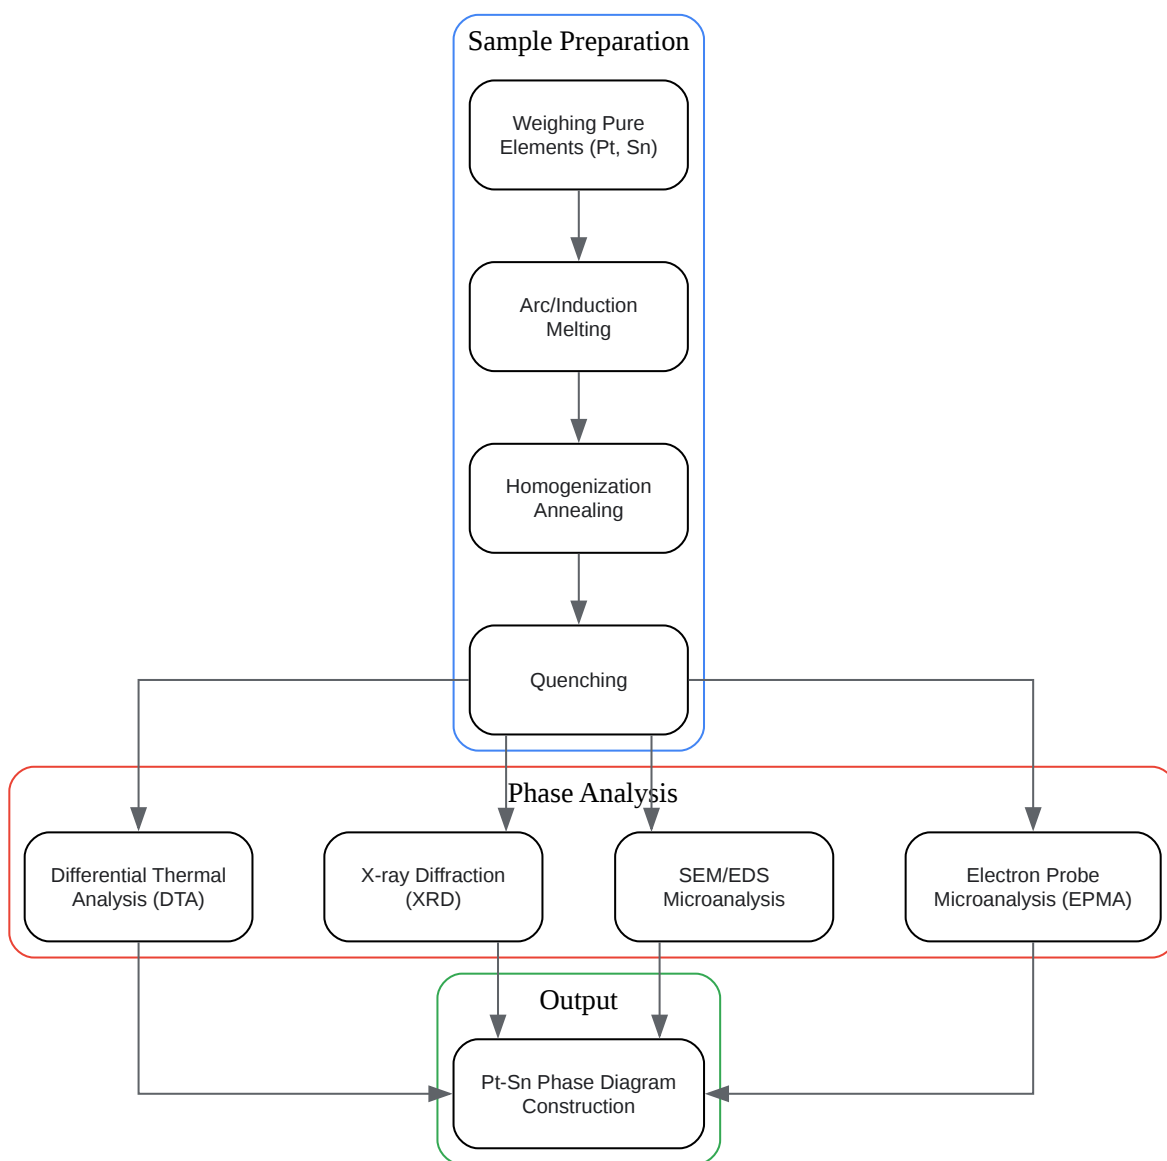 Sample Preparation
Weighing Pure
Elements (Pt, Sn)
Arc/Induction
Melting
Homogenization
Annealing
Quenching
Phase Analysis
Differential Thermal
Analysis (DTA)
X-ray Diffraction
(XRD)
SEM/EDS
Microanalysis
Electron Probe
Microanalysis (EPMA)
Output
Pt-Sn Phase Diagram
Construction